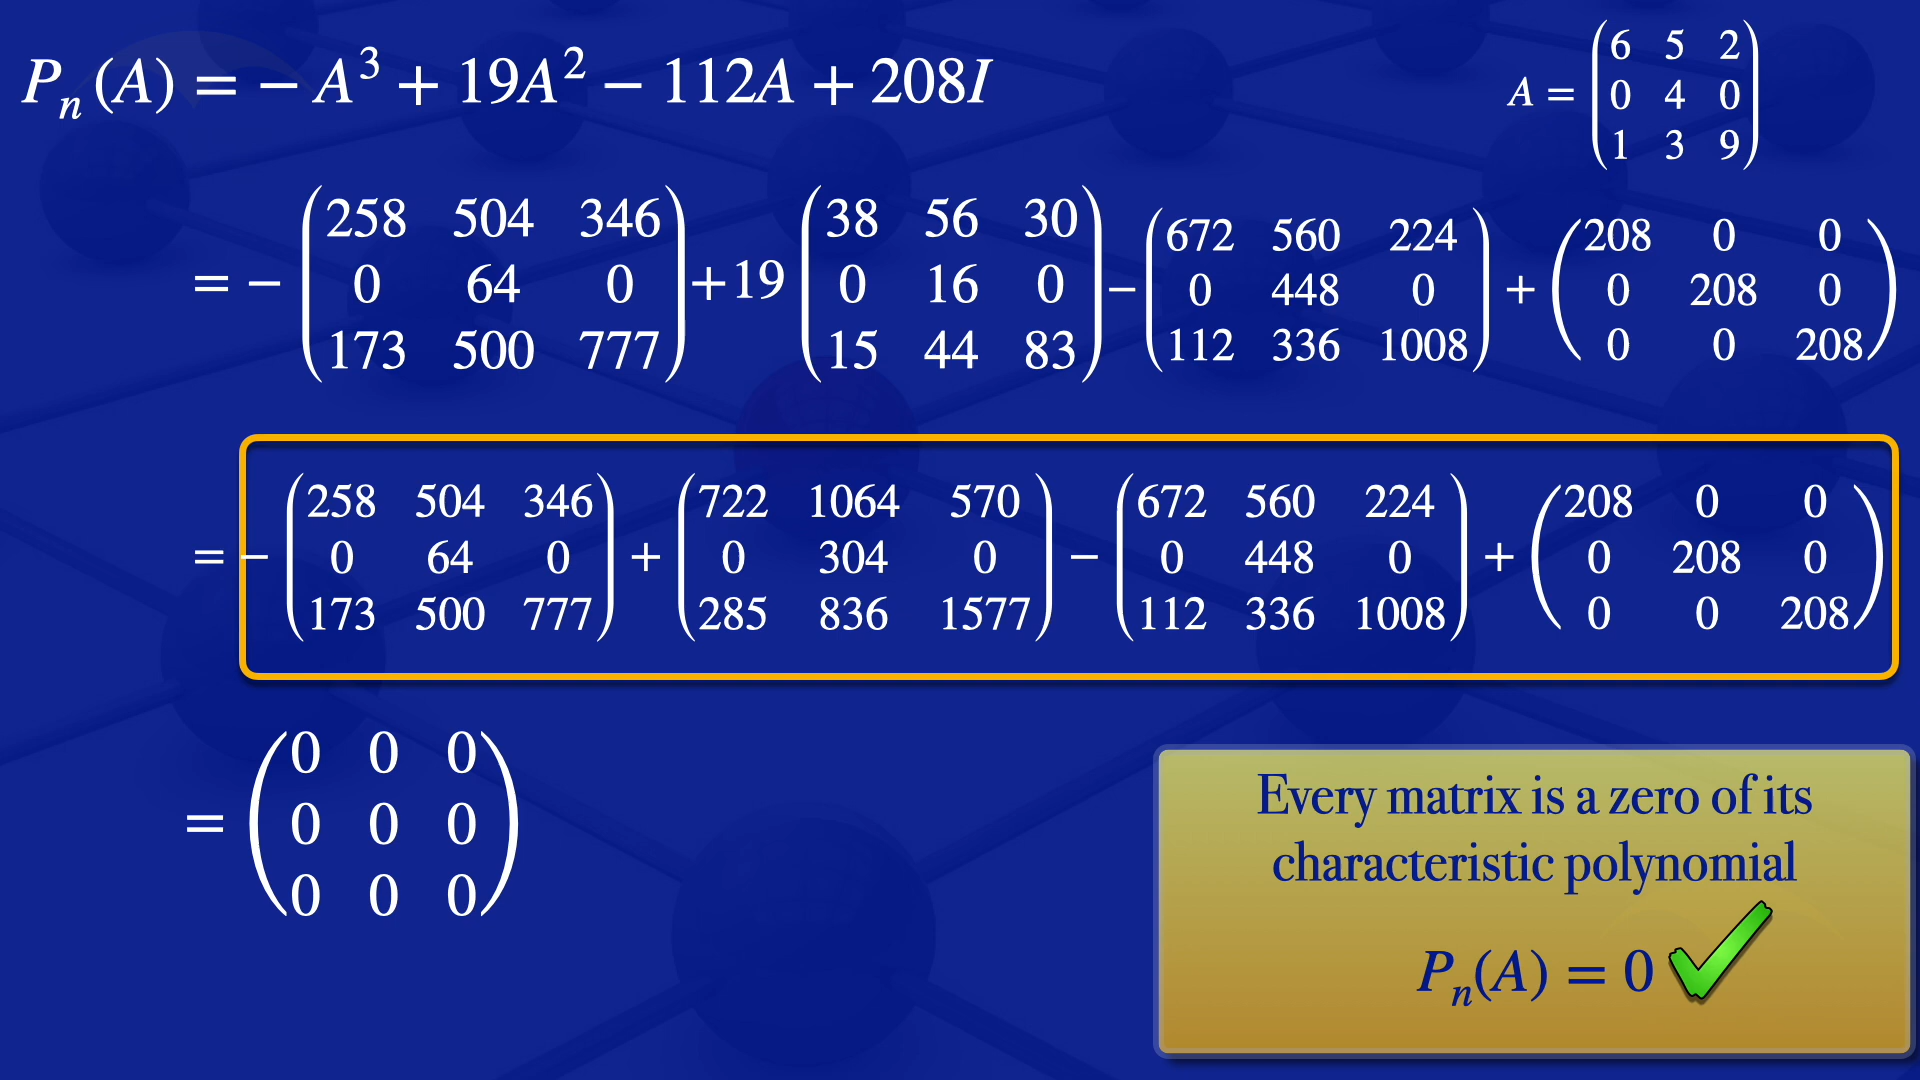 Pₙ (A) = − A³ + 19A² − 112A + 208I
A = (6 5 2
0 4 0
1 3 9)
= − (258 504 346
0 64 0
173 500 777) + 19 (38 56 30
0 16 0
15 44 83) − (672 560 224
0 448 0
112 336 1008) + (208 0 0
0 208 0
0 0 208)
= − (258 504 346
0 64 0
173 500 777) + (722 1064 570
0 304 0
285 836 1577) − (672 560 224
0 448 0
112 336 1008) + (208 0 0
0 208 0
0 0 208)
= (0 0 0
0 0 0
0 0 0)
Every matrix is a zero of its
characteristic polynomial
Pₙ(A) = 0